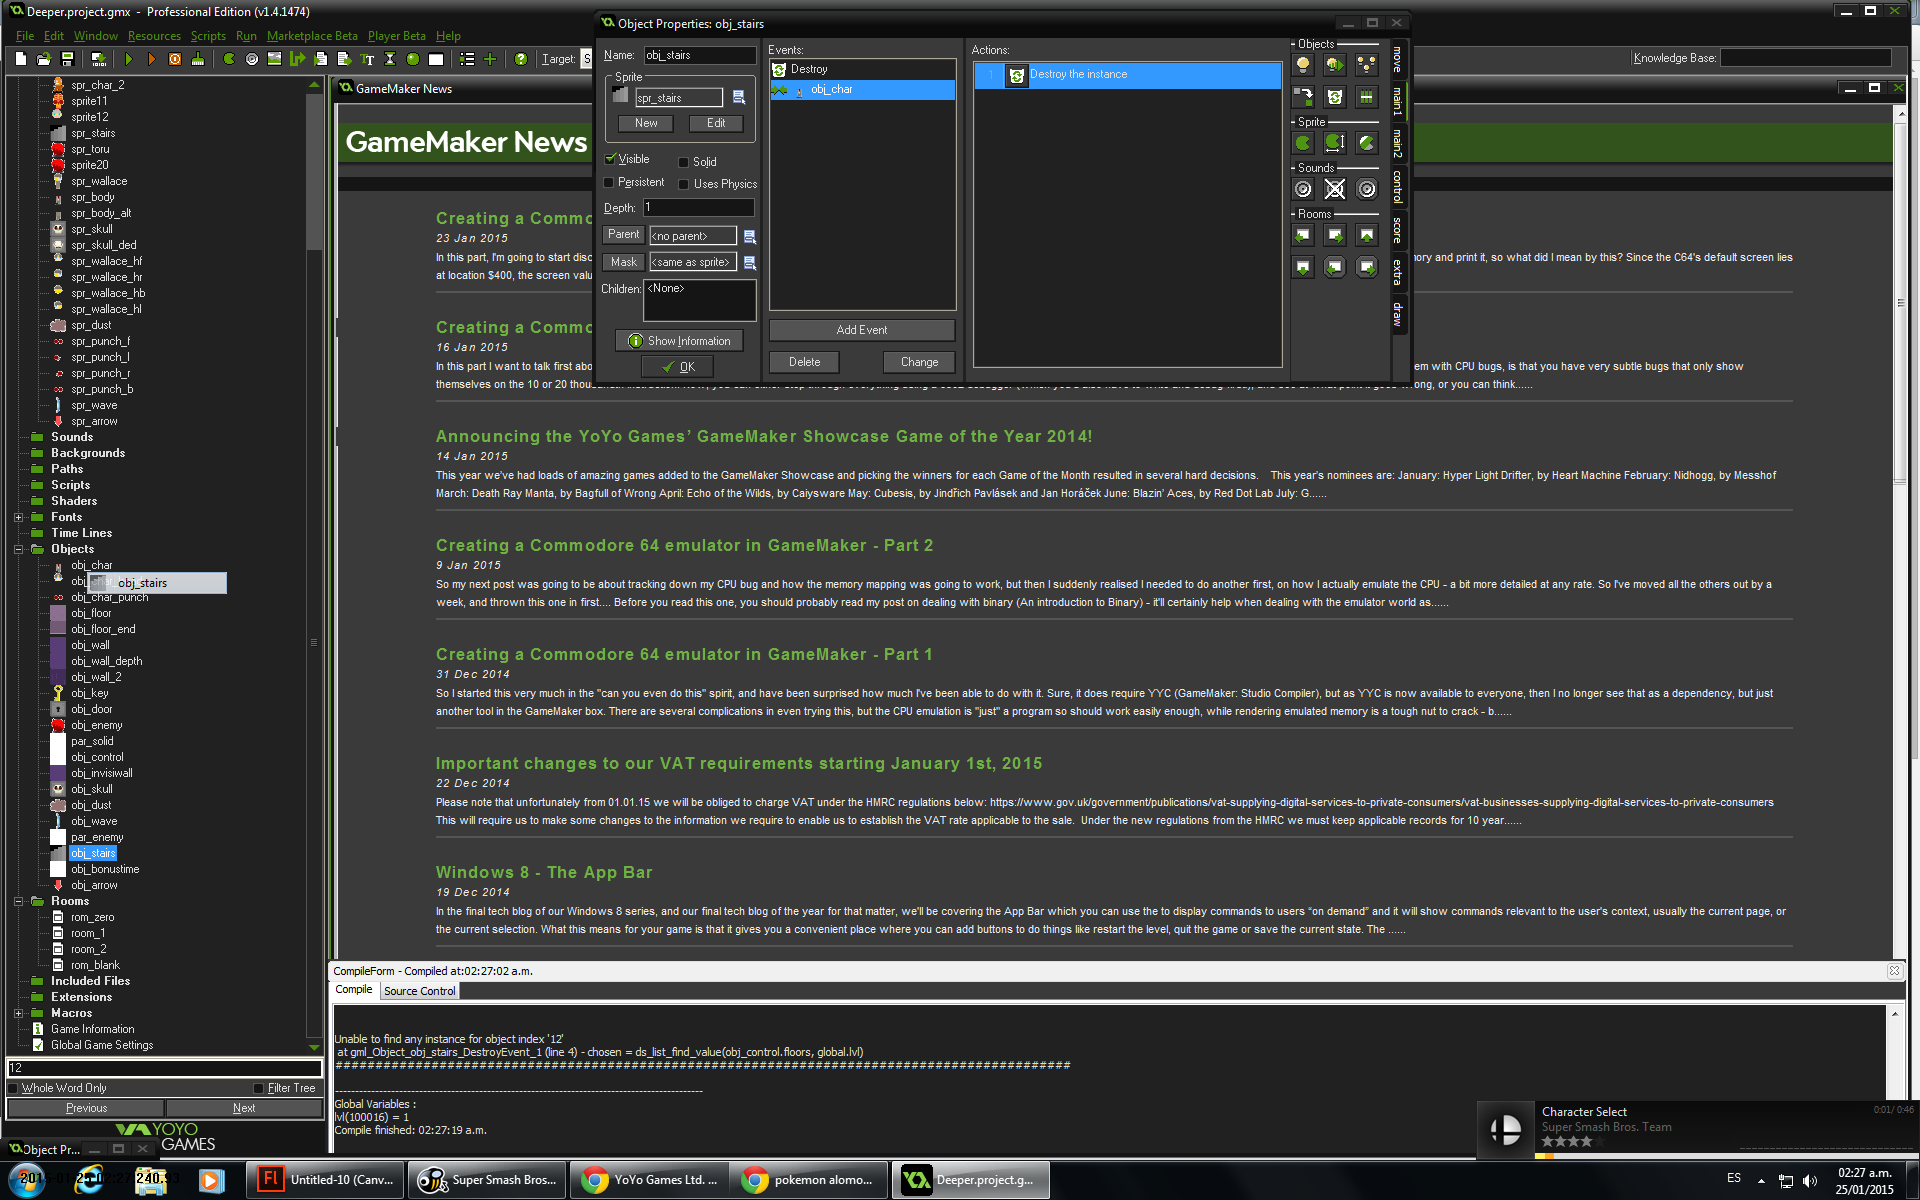 Deeper.project.gmx - Professional Edition (v1.4.1474)
File Edit Window Resources Scripts Run Marketplace Beta Player Beta Help
Target: S
Knowledge Base:
spr_char_2
sprite11
sprite12
spr_stairs
spr_toru
sprite20
spr_wallace
spr_body
spr_body_alt
spr_skull
spr_skull_ded
spr_wallace_hf
spr_wallace_hr
spr_wallace_hb
spr_wallace_hl
spr_dust
spr_punch_f
spr_punch_l
spr_punch_r
spr_punch_b
spr_wave
spr_arrow
Sounds
Backgrounds
Paths
Scripts
Shaders
Fonts
Time Lines
Objects
obj_char
obj_
obj_stairs
obj_char_punch
obj_floor
obj_floor_end
obj_wall
obj_wall_depth
obj_wall_2
obj_key
obj_door
obj_enemy
par_solid
obj_control
obj_invisiwall
obj_skull
obj_dust
obj_wave
par_enemy
obj_stairs
obj_bonustime
obj_arrow
Rooms
rom_zero
room_1
room_2
rom_blank
Included Files
Extensions
Macros
Game Information
Global Game Settings
12
Whole Word Only Filter Tree
Previous Next
YOYO
GAMES
Object Pr...
Object Properties: obj_stairs
Name: obj_stairs
Sprite
spr_stairs
New Edit
Visible Solid
Persistent Uses Physics
Depth: 1
Parent <no parent>
Mask <same as sprite>
Children: <None>
Show Information
OK
Events:
Destroy
obj_char
Add Event
Delete Change
Actions:
1 Destroy the instance
Objects
Sprite
Sounds
Rooms
move
main1
main2
control
score
extra
draw
GameMaker News
GameMaker News
Creating a Commo
23 Jan 2015
In this part, I'm going to start disc
ory and print it, so what did I mean by this? Since the C64's default screen lies
at location $400, the screen valu
Creating a Commo
16 Jan 2015
In this part I want to talk first abo
em with CPU bugs, is that you have very subtle bugs that only show
themselves on the 10 or 20 thou
ong, or you can think......
Announcing the YoYo Games' GameMaker Showcase Game of the Year 2014!
14 Jan 2015
This year we've had loads of amazing games added to the GameMaker Showcase and picking the winners for each Game of the Month resulted in several hard decisions. This year's nominees are: January: Hyper Light Drifter, by Heart Machine February: Nidhogg, by Messhof
March: Death Ray Manta, by Bagfull of Wrong April: Echo of the Wilds, by Caiysware May: Cubesis, by Jindřich Pavlásek and Jan Horáček June: Blazin' Aces, by Red Dot Lab July: G......
Creating a Commodore 64 emulator in GameMaker - Part 2
9 Jan 2015
So my next post was going to be about tracking down my CPU bug and how the memory mapping was going to work, but then I suddenly realised I needed to do another first, on how I actually emulate the CPU - a bit more detailed at any rate. So I've moved all the others out by a
week, and thrown this one in first.... Before you read this one, you should probably read my post on dealing with binary (An introduction to Binary) - it'll certainly help when dealing with the emulator world as......
Creating a Commodore 64 emulator in GameMaker - Part 1
31 Dec 2014
So I started this very much in the "can you even do this" spirit, and have been surprised how much I've been able to do with it. Sure, it does require YYC (GameMaker: Studio Compiler), but as YYC is now available to everyone, then I no longer see that as a dependency, but just
another tool in the GameMaker box. There are several complications in even trying this, but the CPU emulation is "just" a program so should work easily enough, while rendering emulated memory is a tough nut to crack - b......
Important changes to our VAT requirements starting January 1st, 2015
22 Dec 2014
Please note that unfortunately from 01.01.15 we will be obliged to charge VAT under the HMRC regulations below: https://www.gov.uk/government/publications/vat-supplying-digital-services-to-private-consumers/vat-businesses-supplying-digital-services-to-private-consumers
This will require us to make some changes to the information we require to enable us to establish the VAT rate applicable to the sale. Under the new regulations from the HMRC we must keep applicable records for 10 year......
Windows 8 - The App Bar
19 Dec 2014
In the final tech blog of our Windows 8 series, and our final tech blog of the year for that matter, we'll be covering the App Bar which you can use the to display commands to users “on demand” and it will show commands relevant to the user's context, usually the current page, or
the current selection. What this means for your game is that it gives you a convenient place where you can add buttons to do things like restart the level, quit the game or save the current state. The ......
CompileForm - Compiled at:02:27:02 a.m.
Compile Source Control
Unable to find any instance for object index '12'
at gml_Object_obj_stairs_DestroyEvent_1 (line 4) - chosen = ds_list_find_value(obj_control.floors, global.lvl)
Global Variables :
lvl(100016) = 1
Compile finished: 02:27:19 a.m.
Character Select 0:01/ 0:46
Super Smash Bros. Team
Untitled-10 (Canv...
Super Smash Bros...
YoYo Games Ltd. ...
pokemon alomo...
Deeper.project.g...
ES
02:27 a.m.
25/01/2015